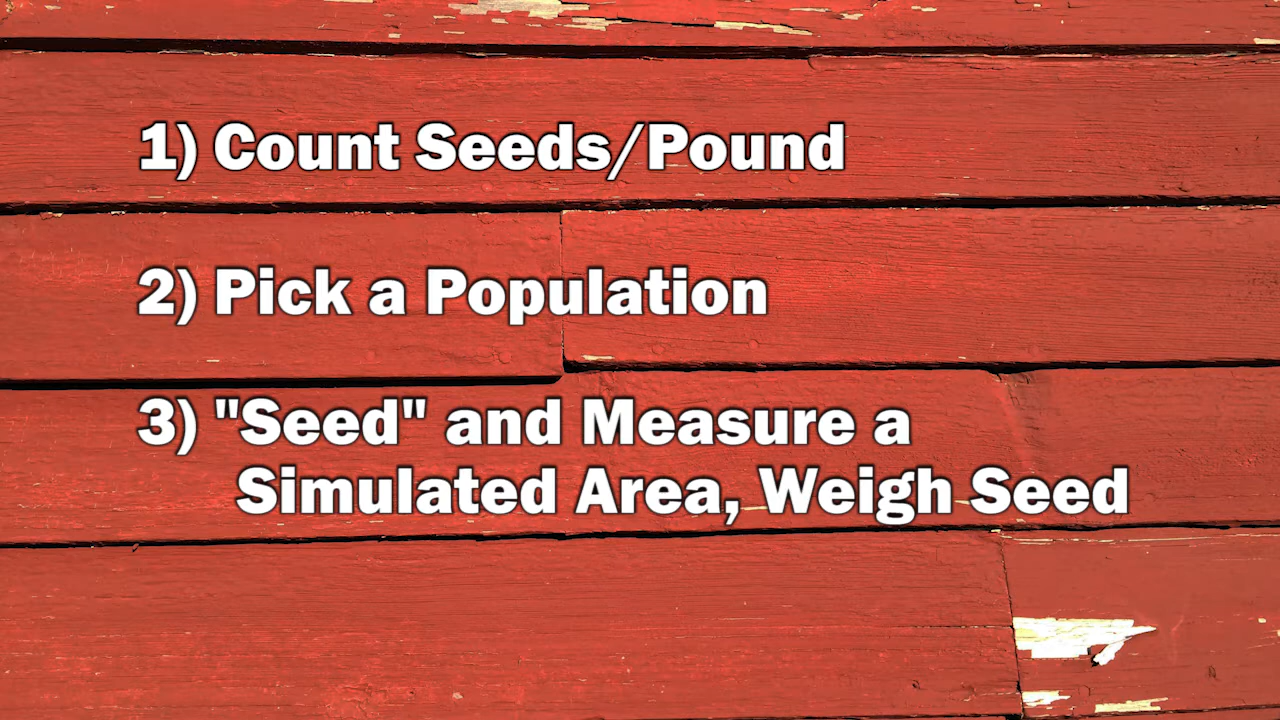 1) Count Seeds/Pound
2) Pick a Population
3) "Seed" and Measure a
Simulated Area, Weigh Seed